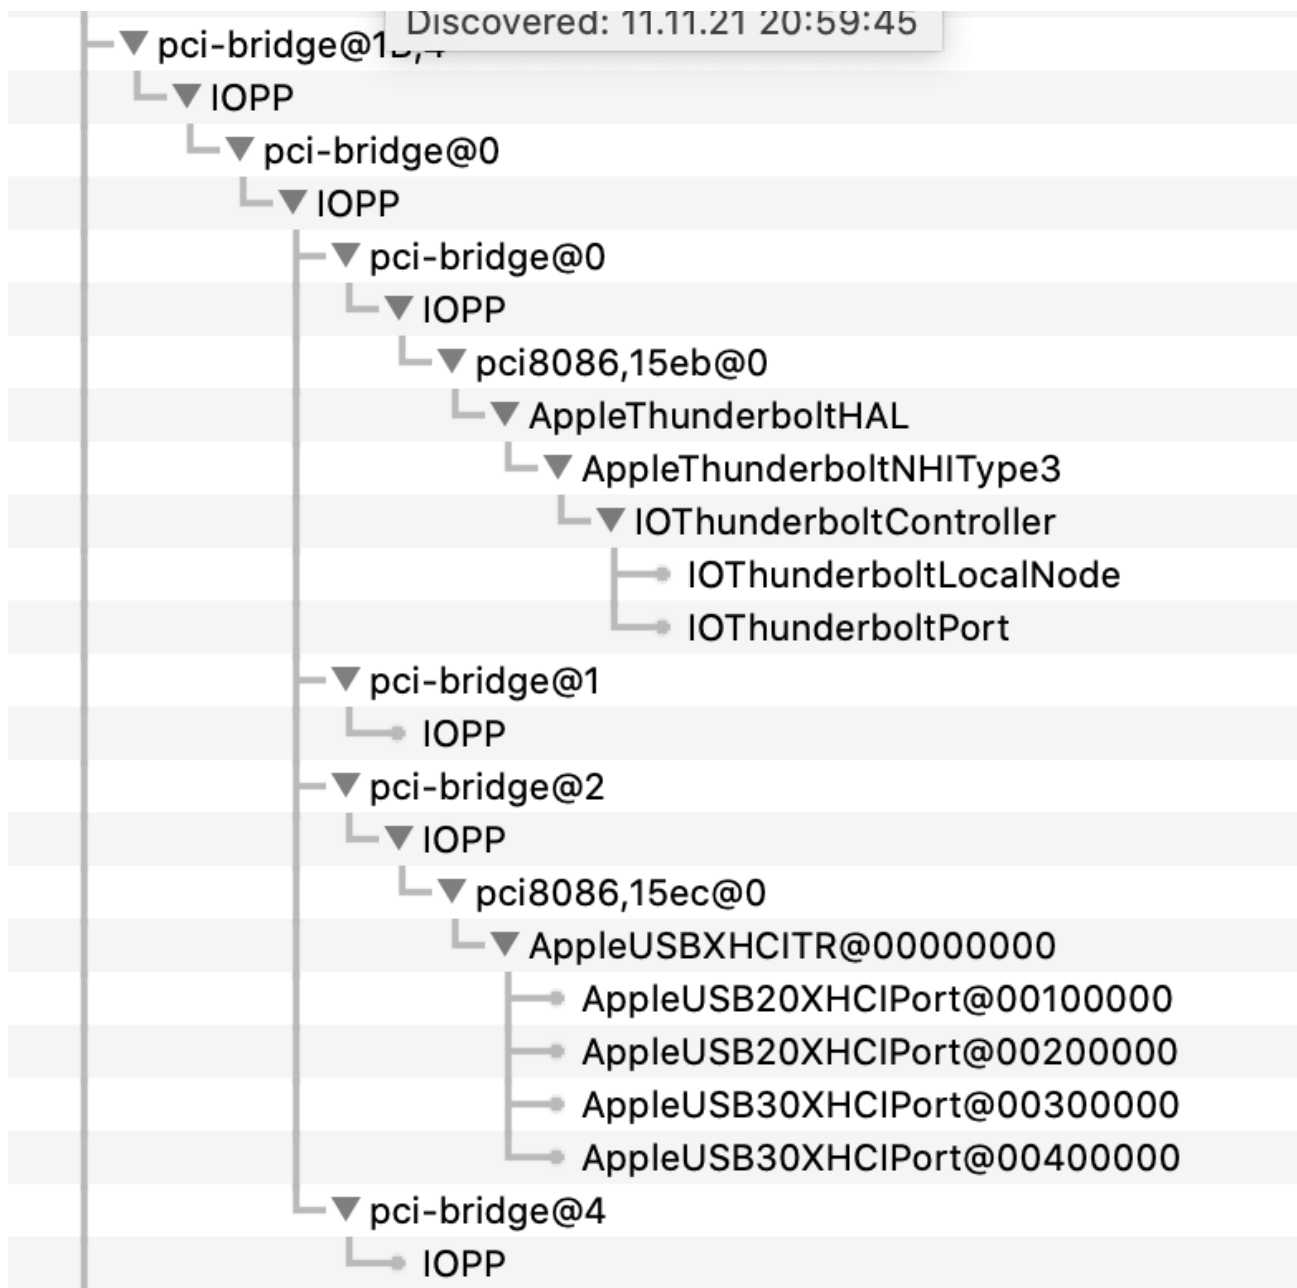 Discovered: 11.11.21 20:59:45
pci-bridge@1B,4
IOPP
pci-bridge@0
IOPP
pci-bridge@0
IOPP
pci8086,15eb@0
AppleThunderboltHAL
AppleThunderboltNHIType3
IOThunderboltController
IOThunderboltLocalNode
IOThunderboltPort
pci-bridge@1
IOPP
pci-bridge@2
IOPP
pci8086,15ec@0
AppleUSBXHCITR@00000000
AppleUSB20XHCIPort@00100000
AppleUSB20XHCIPort@00200000
AppleUSB30XHCIPort@00300000
AppleUSB30XHCIPort@00400000
pci-bridge@4
IOPP